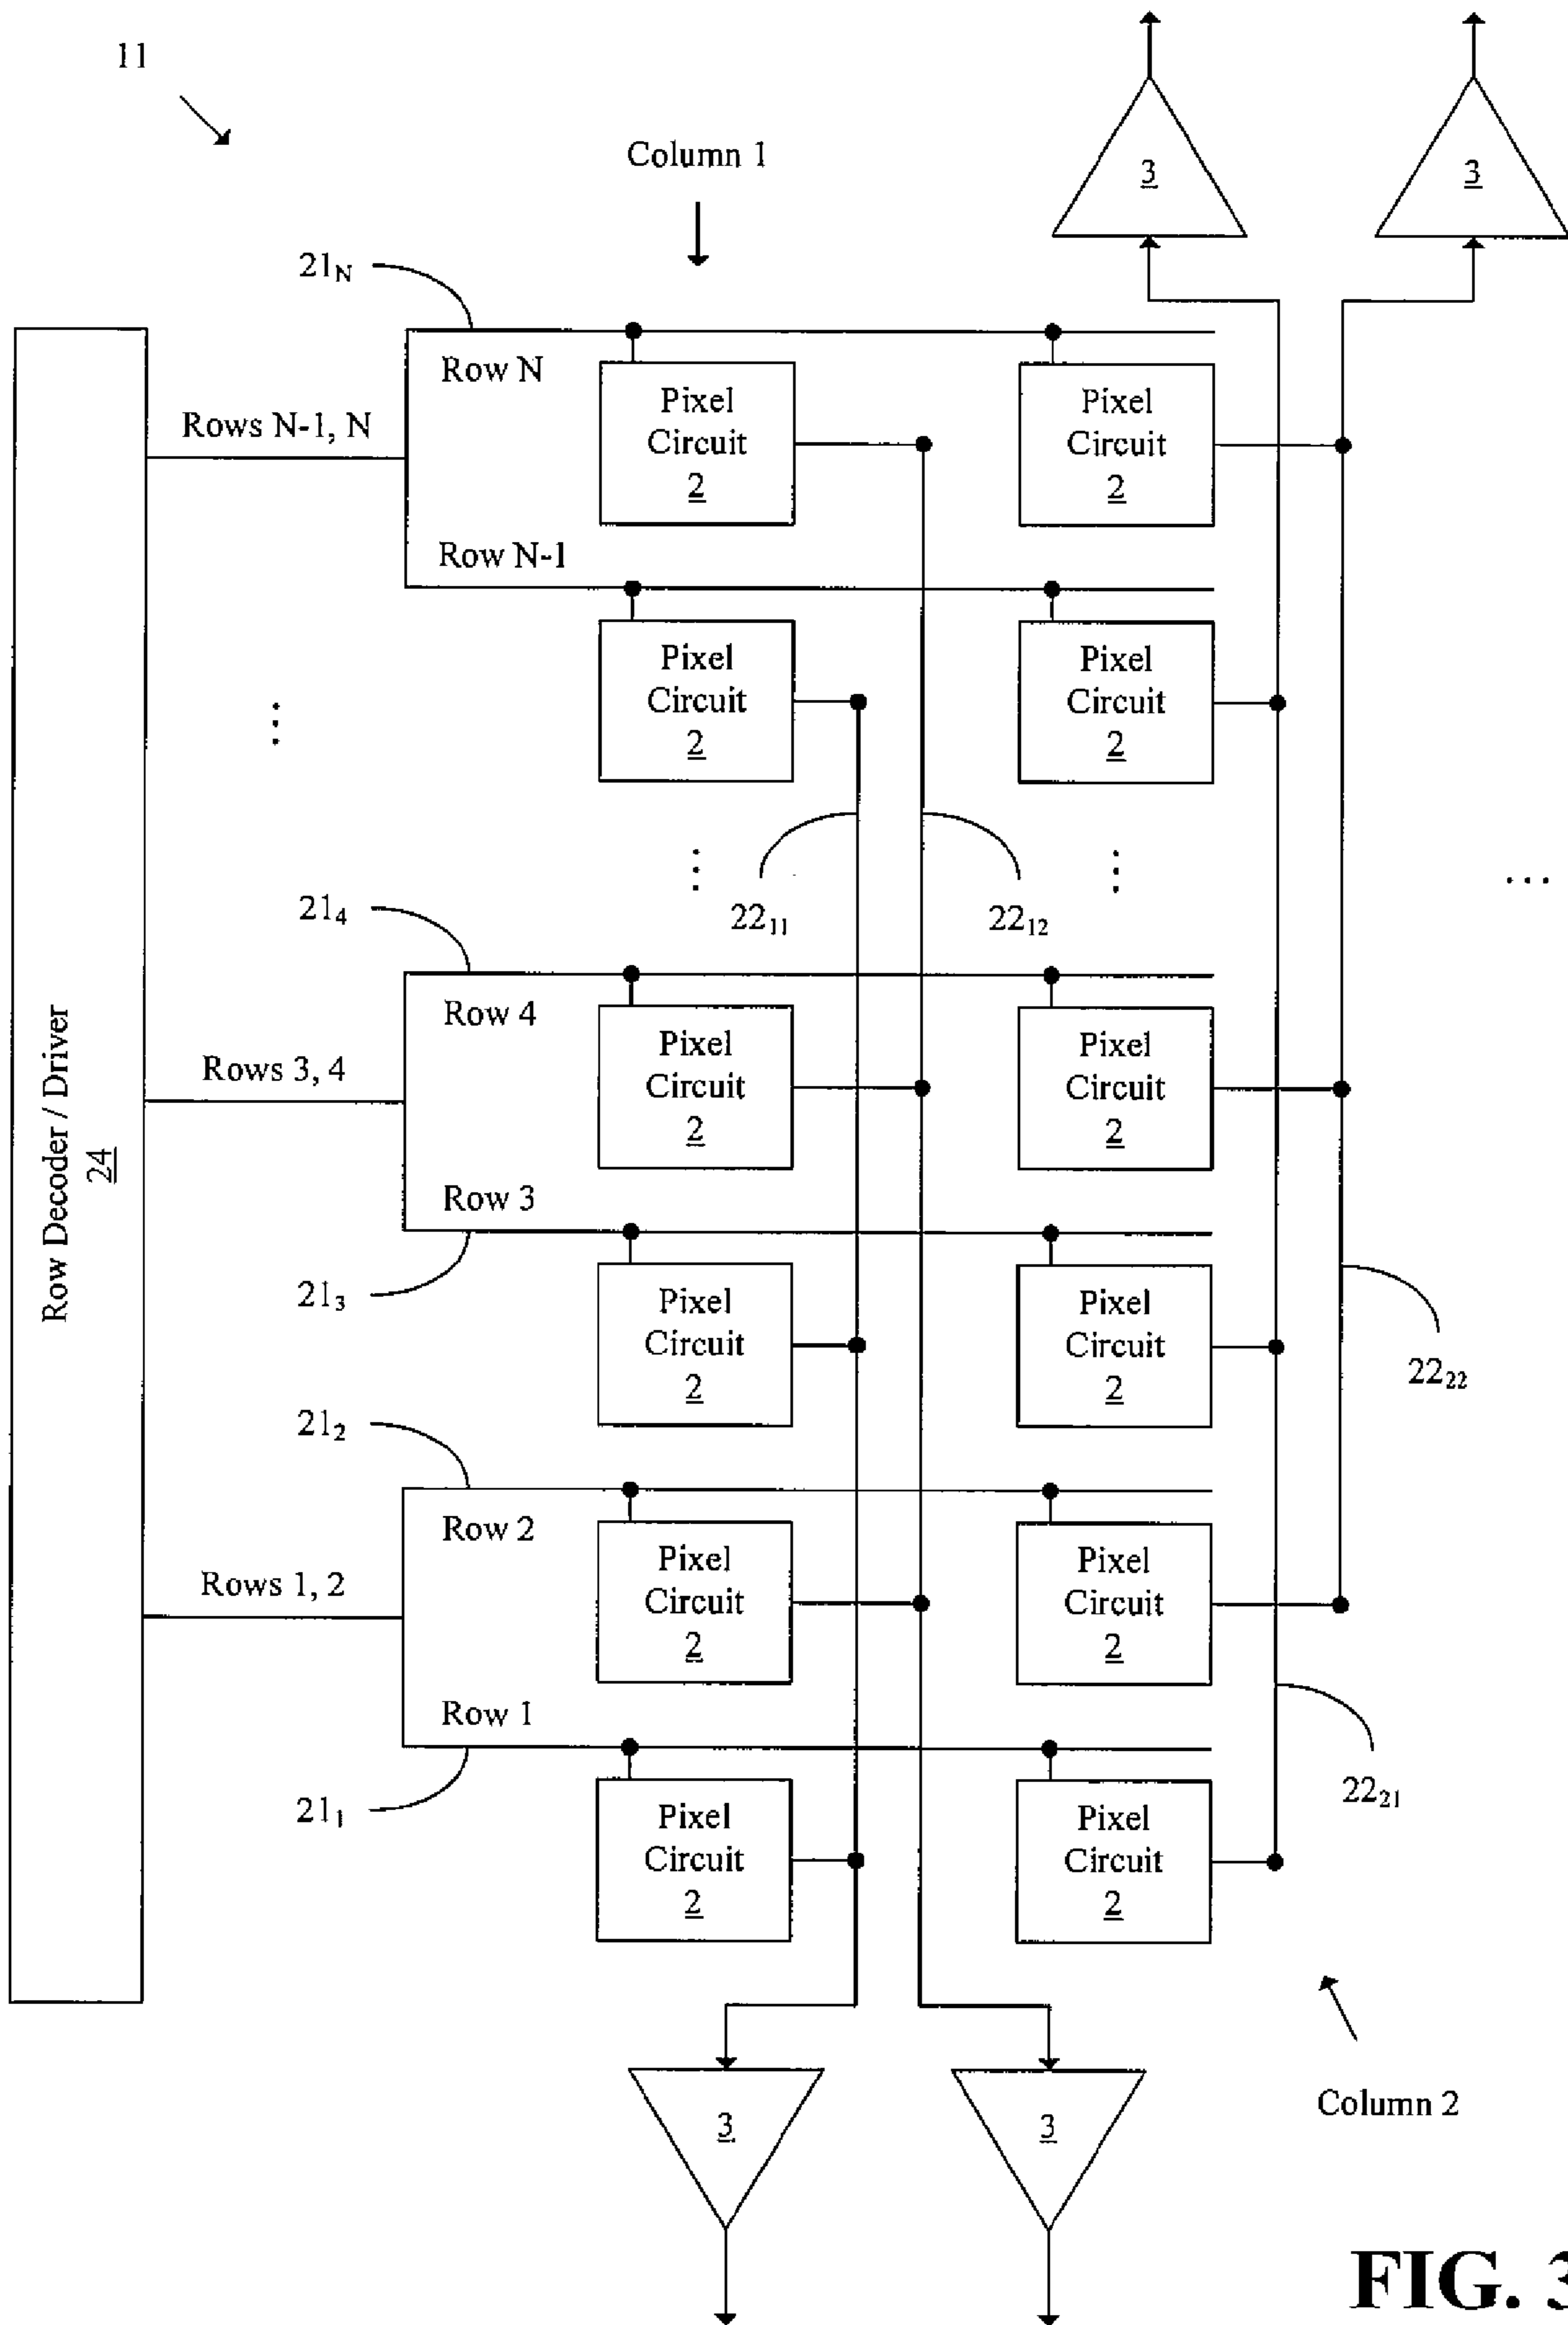 11
Column 1
3
3
21N
Row N
Pixel
Circuit
2
Pixel
Circuit
2
Rows N-1, N
Row N-1
Pixel
Circuit
2
Pixel
Circuit
2
⋮
⋮
⋮
...
2211
2212
214
Row 4
Pixel
Circuit
2
Pixel
Circuit
2
Rows 3, 4
Row Decoder / Driver
24
Row 3
213
Pixel
Circuit
2
Pixel
Circuit
2
2222
212
Row 2
Pixel
Circuit
2
Pixel
Circuit
2
Rows 1, 2
Row 1
211
Pixel
Circuit
2
Pixel
Circuit
2
2221
3
3
Column 2
FIG. 3